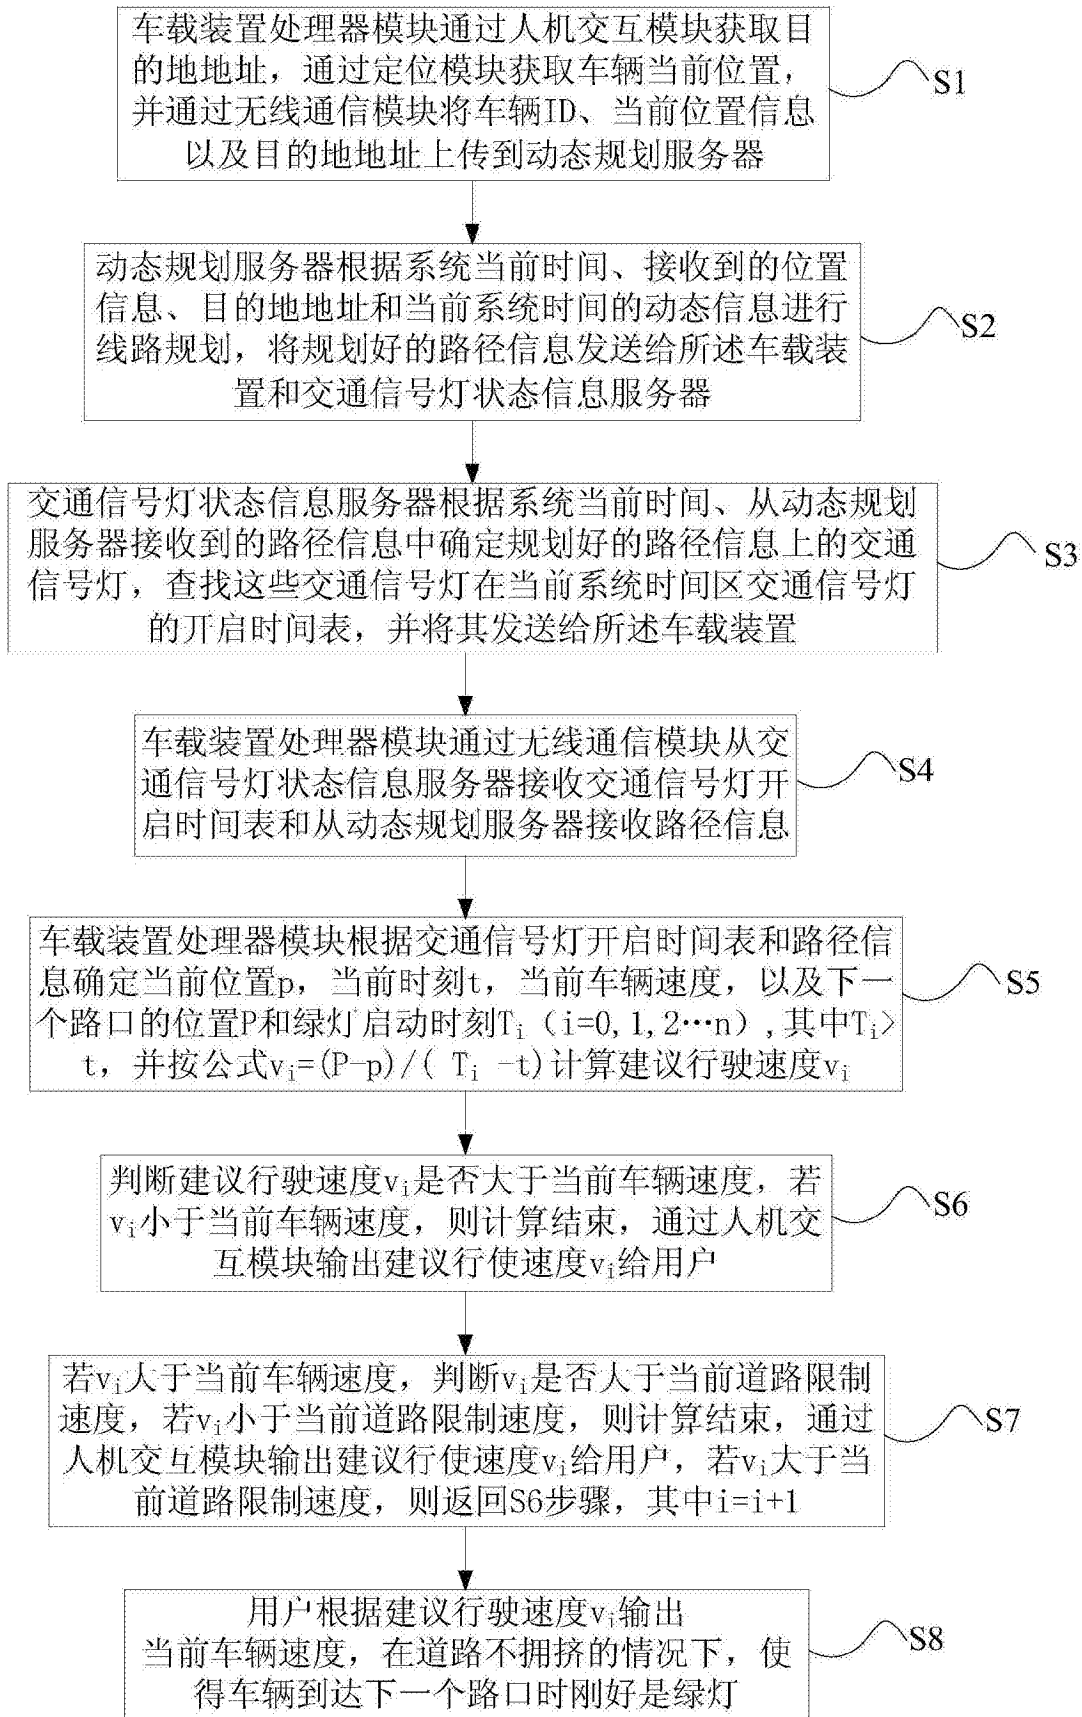 车载装置处理器模块通过人机交互模块获取目
的地地址，通过定位模块获取车辆当前位置，
并通过无线通信模块将车辆ID、当前位置信息
以及目的地地址上传到动态规划服务器
S1
动态规划服务器根据系统当前时间、接收到的位置
信息、目的地地址和当前系统时间的动态信息进行
线路规划，将规划好的路径信息发送给所述车载装
置和交通信号灯状态信息服务器
S2
交通信号灯状态信息服务器根据系统当前时间、从动态规划
服务器接收到的路径信息中确定规划好的路径信息上的交通
信号灯，查找这些交通信号灯在当前系统时间区交通信号灯
的开启时间表，并将其发送给所述车载装置
S3
车载装置处理器模块通过无线通信模块从交
通信号灯状态信息服务器接收交通信号灯开
启时间表和从动态规划服务器接收路径信息
S4
车载装置处理器模块根据交通信号灯开启时间表和路径信
息确定当前位置p，当前时刻t，当前车辆速度，以及下一
个路口的位置P和绿灯启动时刻Ti（i=0,1,2…n）,其中Ti>
t，并按公式vi=(P-p)/( Ti -t)计算建议行驶速度vi
S5
判断建议行驶速度vi是否大于当前车辆速度，若
vi小于当前车辆速度，则计算结束，通过人机交
互模块输出建议行使速度vi给用户
S6
若vi大于当前车辆速度，判断vi是否大于当前道路限制
速度，若vi小于当前道路限制速度，则计算结束，通过
人机交互模块输出建议行使速度vi给用户，若vi大于当
前道路限制速度，则返回S6步骤，其中i=i+1
S7
用户根据建议行驶速度vi输出
当前车辆速度，在道路不拥挤的情况下，使
得车辆到达下一个路口时刚好是绿灯
S8